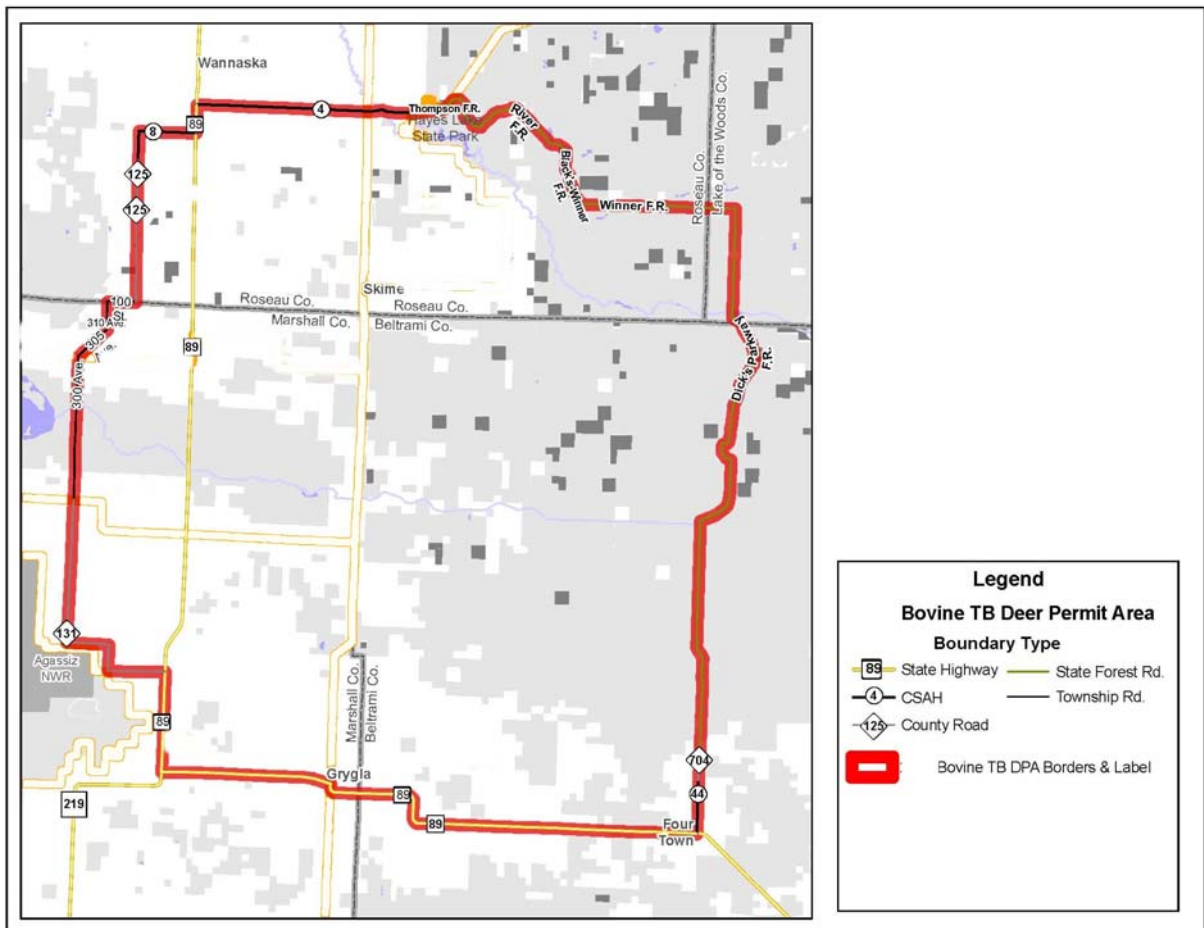 Wannaska
4
Thompson F.R.
Hayes Lake
State Park
River
F.R.
8
89
125
125
Black's-Winner
F.R.
Winner F.R.
Roseau Co.
Lake of the Woods Co.
Skime
100
St.
310 Ave.
305
Ave.
300 Ave.
Roseau Co.
Roseau Co.
Marshall Co.
Beltrami Co.
89
Dick's Parkway
F.R.
131
Agassiz
NWR
89
Marshall Co.
Beltrami Co.
Grygla
219
89
89
704
44
Four
Town
Legend
Bovine TB Deer Permit Area
Boundary Type
89 State Highway
State Forest Rd.
4 CSAH
Township Rd.
125 County Road
Bovine TB DPA Borders & Label